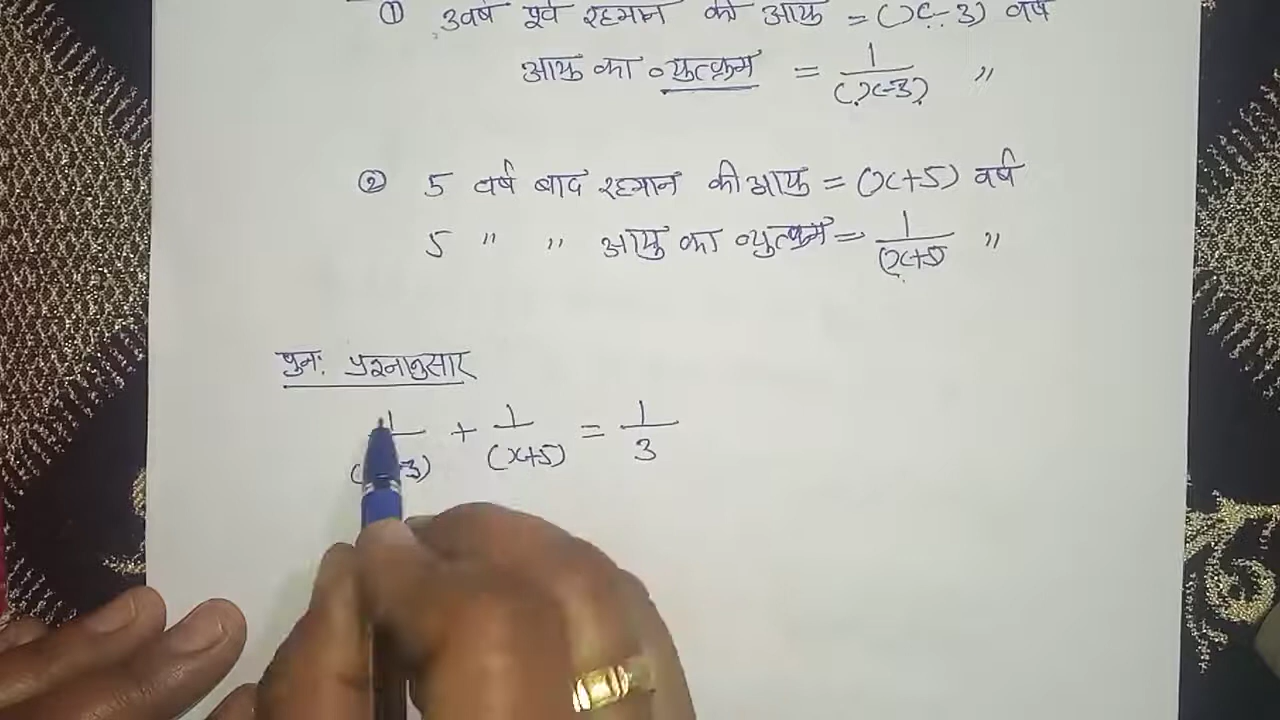 ① 3 वर्ष पूर्व रहमान की आयु = (x-3) वर्ष
आयु का व्युत्क्रम = 1/(x-3) "
② 5 वर्ष बाद रहमान की आयु = (x+5) वर्ष
5 " " आयु का व्युत्क्रम = 1/(x+5 "
पुनः प्रश्नानुसार
1/(x-3) + 1/(x+5) = 1/3